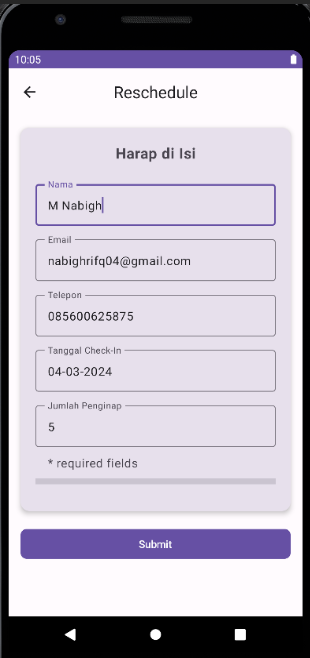 10:05
Reschedule
Harap di Isi
Nama
M Nabigh
Email
nabighrifq04@gmail.com
Telepon
085600625875
Tanggal Check-In
04-03-2024
Jumlah Penginap
5
* required fields
Submit